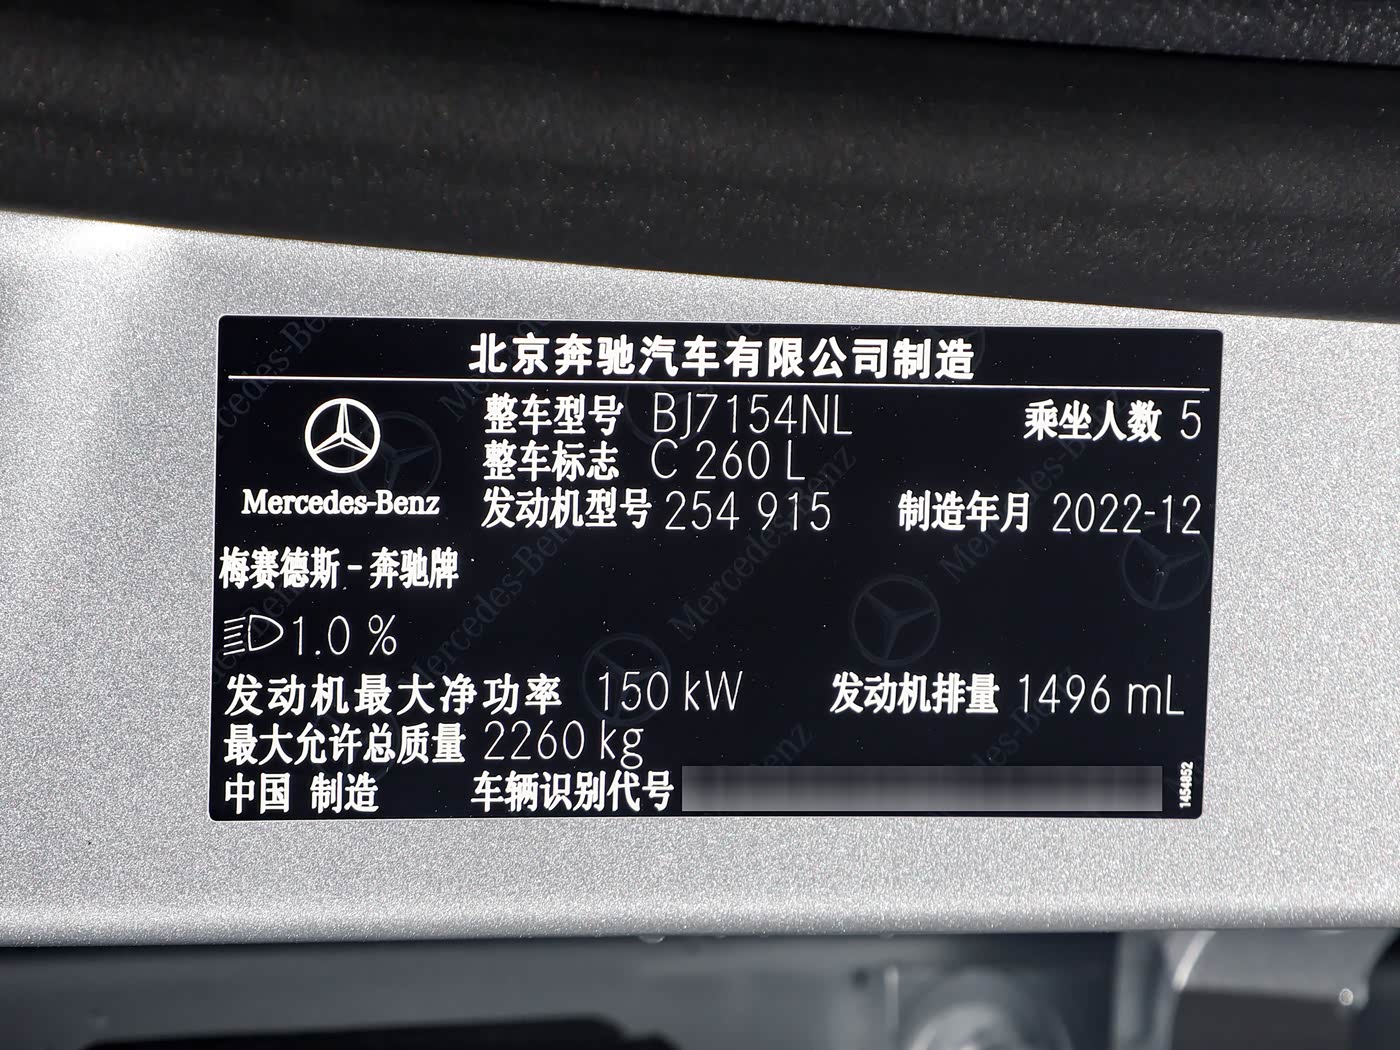 北京奔驰汽车有限公司制造
整车型号 BJ7154NL 乘坐人数 5
整车标志 C 260 L
Mercedes-Benz
发动机型号 254 915 制造年月 2022-12
梅赛德斯-奔驰牌
1.0 %
发动机最大净功率 150 kW 发动机排量 1496 mL
最大允许总质量 2260 kg
中国 制造 车辆识别代号
1454852